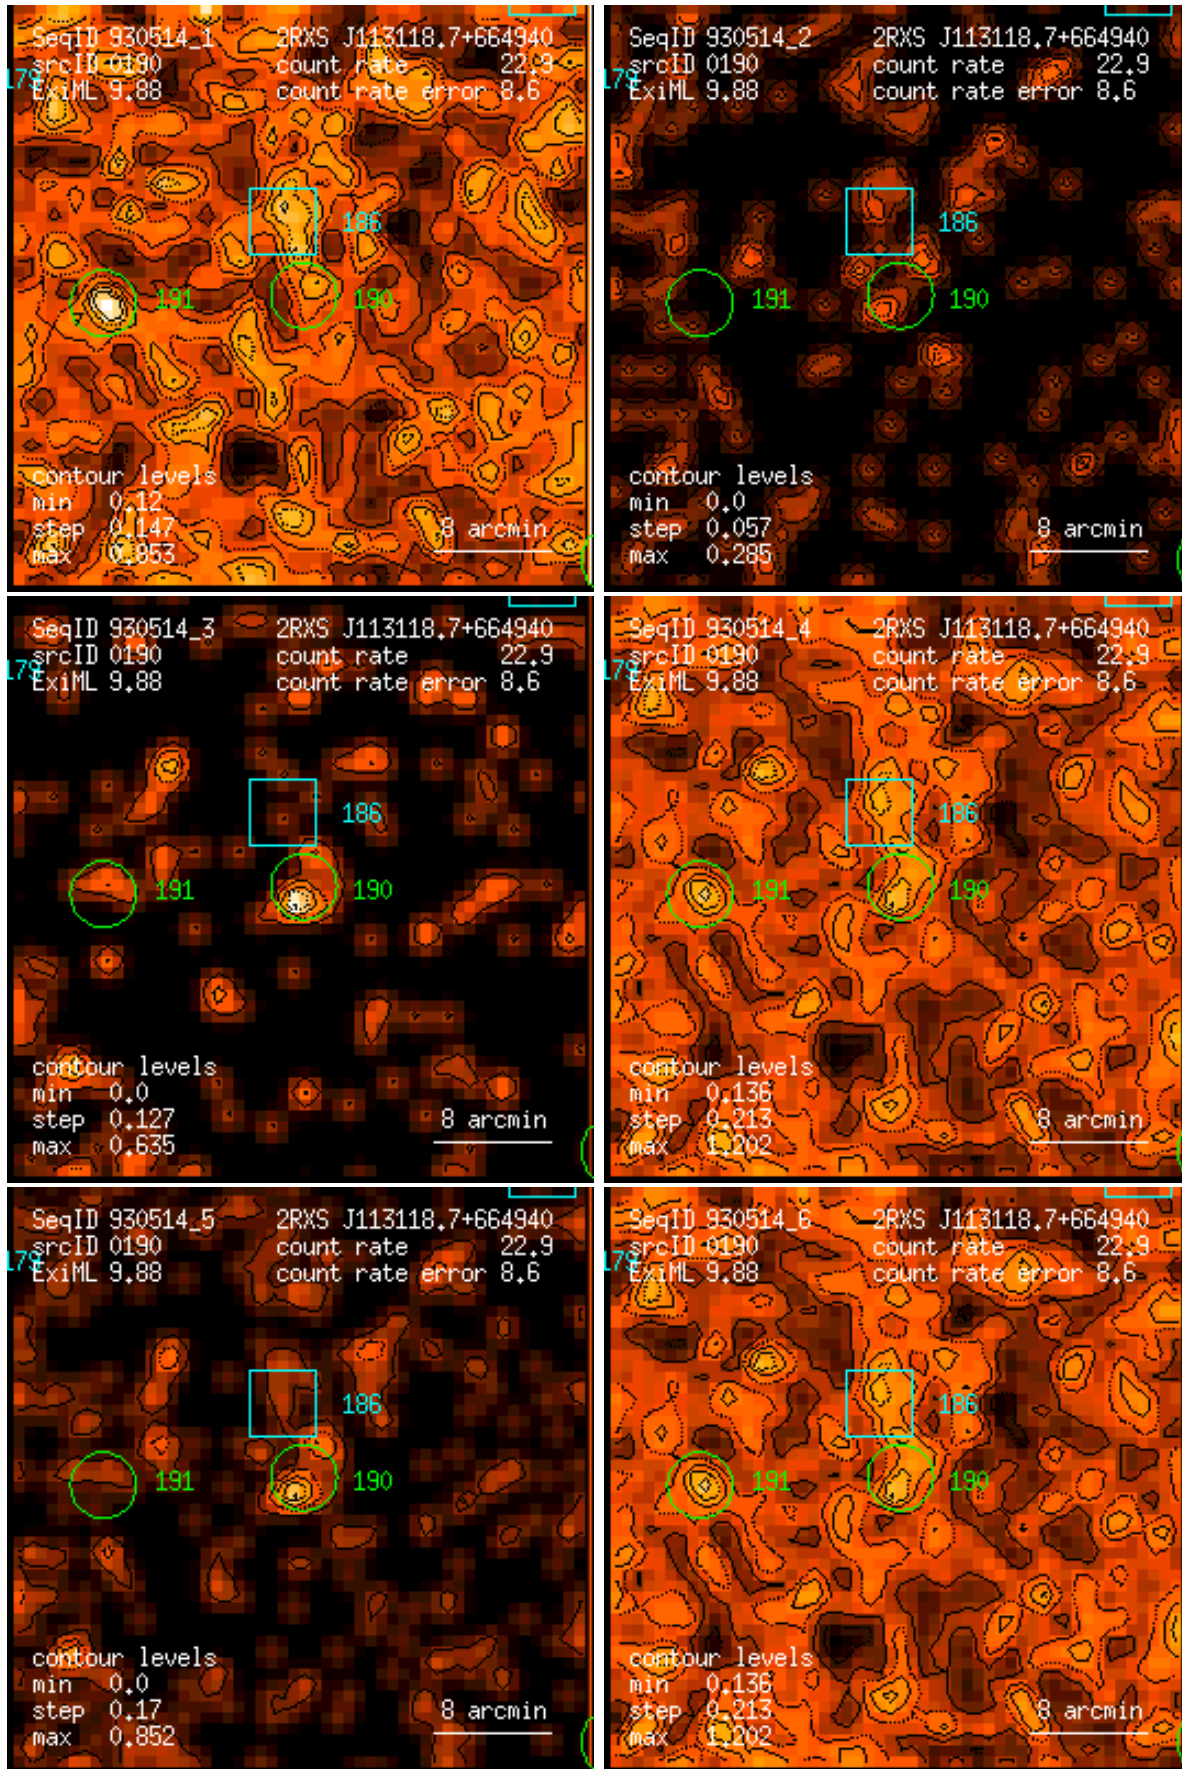 SeqID 930514_1 2RXS J113118.7+664940
srcID 0190 count rate 22.9
179
ExiML 9.88 count rate error 8.6
186
191 190
contour levels
min 0.12
step 0.147 8 arcmin
max 0.853
SeqID 930514_2 2RXS J113118.7+664940
srcID 0190 count rate 22.9
179
ExiML 9.88 count rate error 8.6
186
191 190
contour levels
min 0.0
step 0.057 8 arcmin
max 0.285
SeqID 930514_3 2RXS J113118.7+664940
srcID 0190 count rate 22.9
179
ExiML 9.88 count rate error 8.6
186
191 190
contour levels
min 0.0
step 0.127 8 arcmin
max 0.635
SeqID 930514_4 2RXS J113118.7+664940
srcID 0190 count rate 22.9
179
ExiML 9.88 count rate error 8.6
186
191 190
contour levels
min 0.136
step 0.213 8 arcmin
max 1.202
SeqID 930514_5 2RXS J113118.7+664940
srcID 0190 count rate 22.9
179
ExiML 9.88 count rate error 8.6
186
191 190
contour levels
min 0.0
step 0.17 8 arcmin
max 0.852
SeqID 930514_6 2RXS J113118.7+664940
srcID 0190 count rate 22.9
179
ExiML 9.88 count rate error 8.6
186
191 190
contour levels
min 0.136
step 0.213 8 arcmin
max 1.202